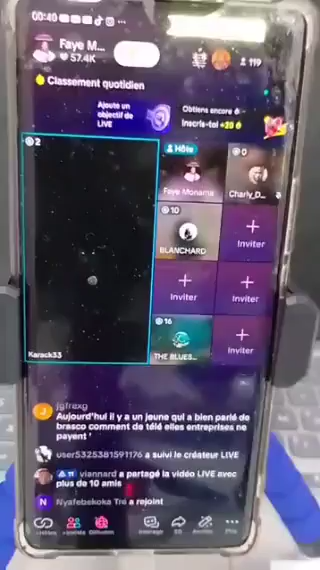 00:40
Faye M...
57.4K
119
Classement quotidien
Ajoute un
objectif de
LIVE
Obtiens encore 6
Inscris-toi +20
2
Hôte
Faye Monama
0
Charly_D...
10
BLANCHARD
Inviter
Inviter
Inviter
16
THE BLUES...
Inviter
Karack33
jgfrexg
Aujourd'hui il y a un jeune qui a bien parlé de
brasco comment de télé elles entreprises ne
payent '
user5325381591176 a suivi le créateur LIVE
11 viannard a partagé la vidéo LIVE avec
plus de 10 amis
N Nyafebekoka Tré a rejoint